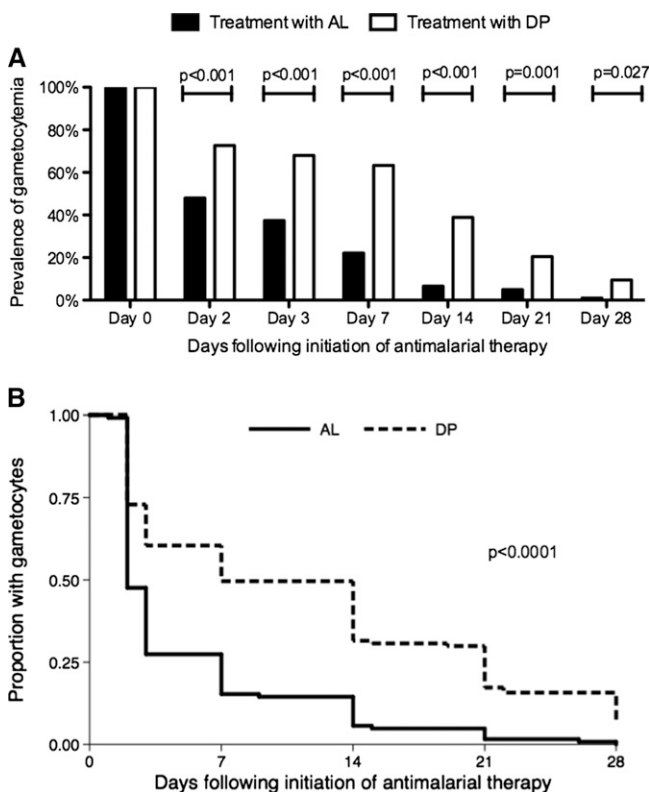 Treatment with AL Treatment with DP
A
p<0.001 p<0.001 p<0.001 p<0.001 p=0.001 p=0.027
Prevalence of gametocytemia
100%
80%
60%
40%
20%
0%
Day 0 Day 2 Day 3 Day 7 Day 14 Day 21 Day 28
Days following initiation of antimalarial therapy
B
Proportion with gametocytes
1.00
0.75
0.50
0.25
0.00
AL DP
p<0.0001
0 7 14 21 28
Days following initiation of antimalarial therapy